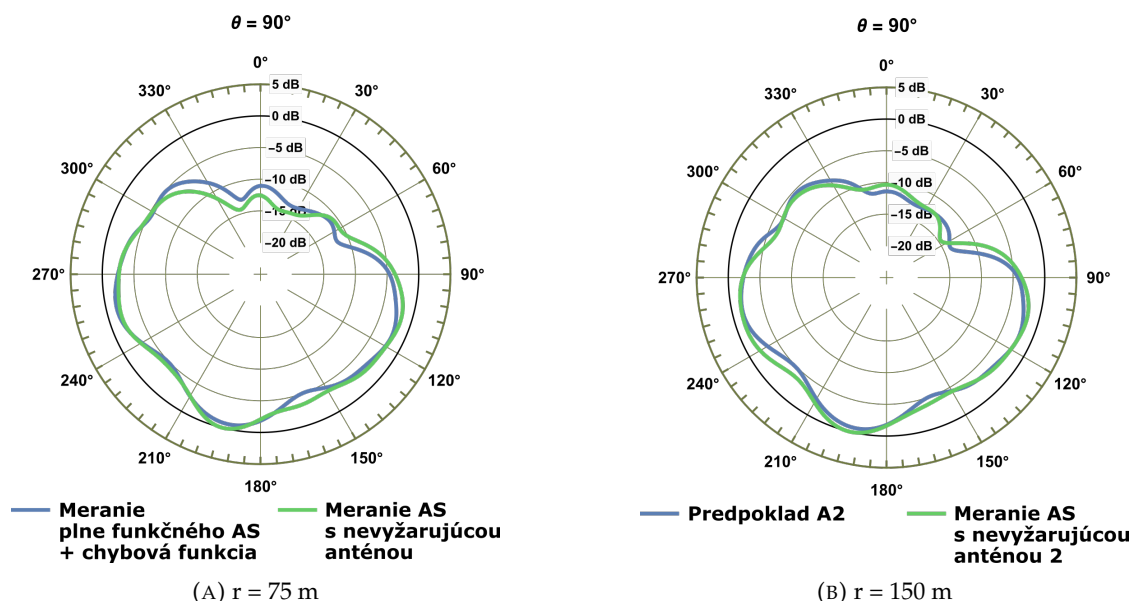 θ = 90°
0°
30°
60°
90°
120°
150°
180°
210°
240°
270°
300°
330°
5 dB
0 dB
−5 dB
−10 dB
−15 dB
−20 dB
Meranie
plne funkčného AS
+ chybová funkcia
Meranie AS
s nevyžarujúcou
anténou
(A) r = 75 m
θ = 90°
0°
30°
60°
90°
120°
150°
180°
210°
240°
270°
300°
330°
5 dB
0 dB
−5 dB
−10 dB
−15 dB
−20 dB
Predpoklad A2
Meranie AS
s nevyžarujúcou
anténou 2
(B) r = 150 m